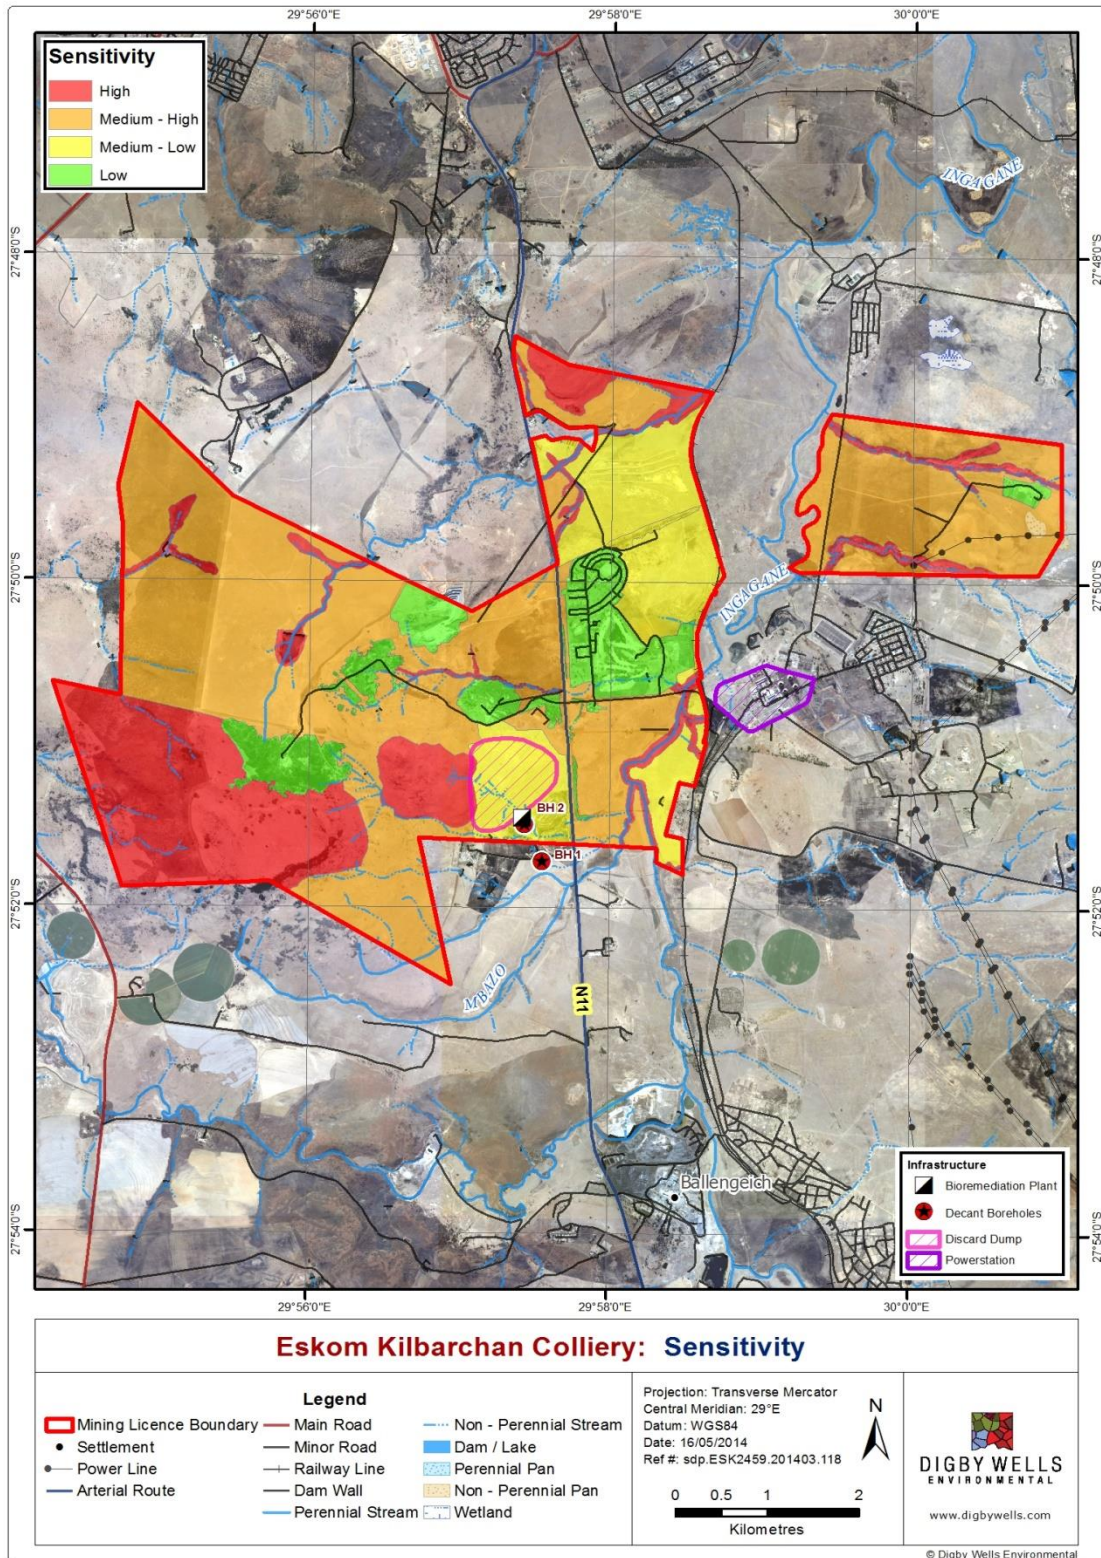 29°56'0"E 29°58'0"E 30°0'0"E
Sensitivity
High
Medium - High
Medium - Low
Low
INGAGANE
27°48'0"S 27°48'0"S
27°50'0"S 27°50'0"S
INGAGANE
BH 2
BH 1
27°52'0"S 27°52'0"S
MBAZO
N11
Ballengeich
Infrastructure
Bioremediation Plant
Decant Boreholes
Discard Dump
Powerstation
27°54'0"S 27°54'0"S
29°56'0"E 29°58'0"E 30°0'0"E
Eskom Kilbarchan Colliery: Sensitivity
Legend
Mining Licence Boundary
Settlement
Power Line
Arterial Route
Main Road
Minor Road
Railway Line
Dam Wall
Perennial Stream
Non - Perennial Stream
Dam / Lake
Perennial Pan
Non - Perennial Pan
Wetland
Projection: Transverse Mercator
Central Meridian: 29°E
Datum: WGS84
Date: 16/05/2014
Ref #: sdp.ESK2459.201403.118
N
0 0.5 1 2
Kilometres
DIGBY WELLS
ENVIRONMENTAL
www.digbywells.com
© Digby Wells Environmental